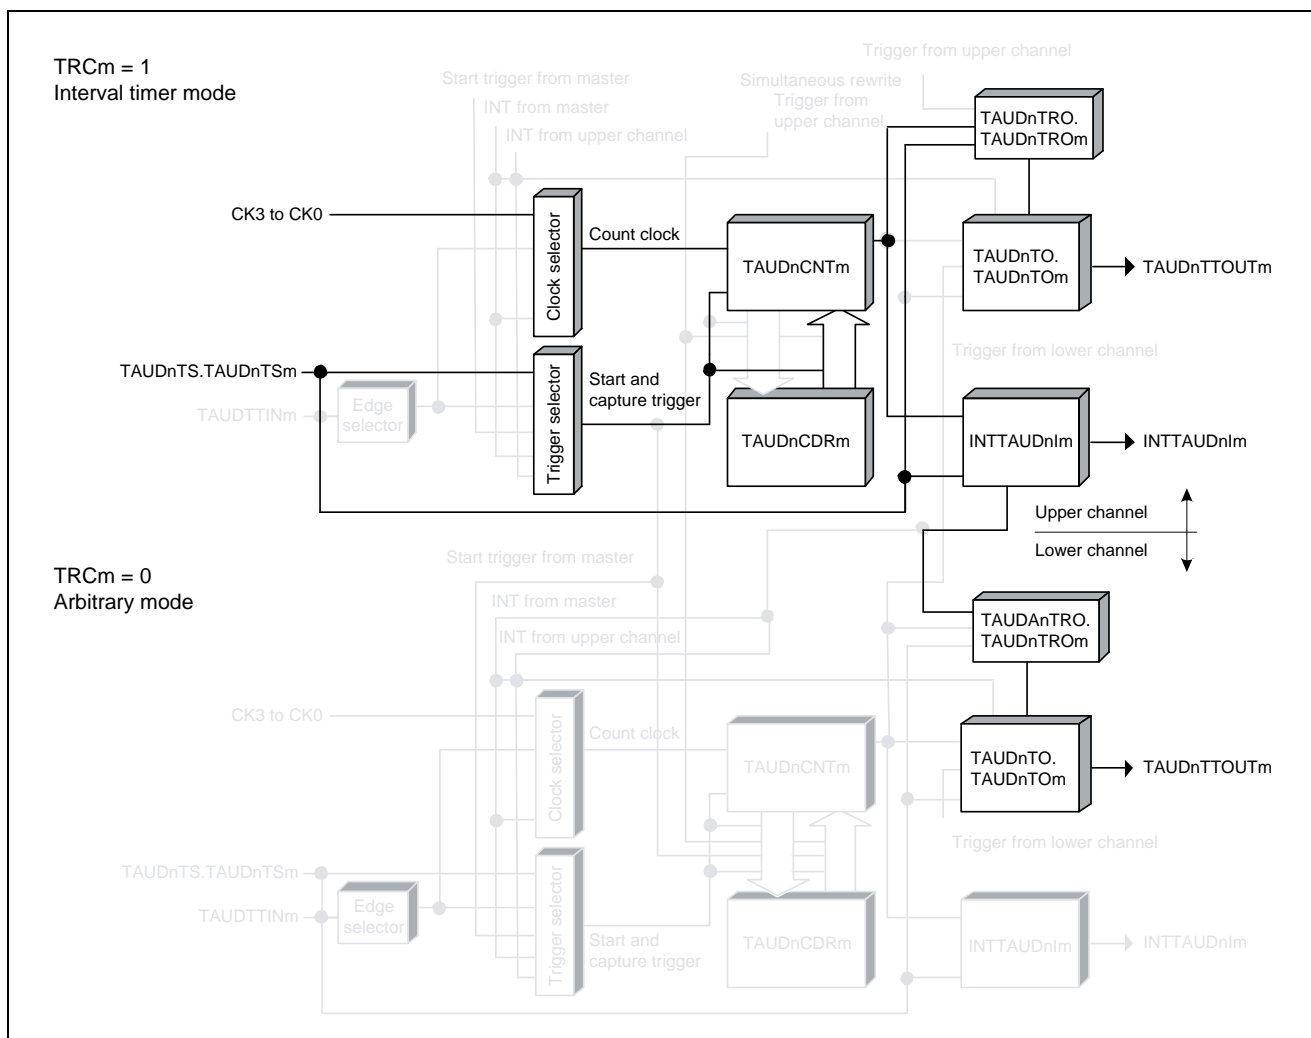 TRCm = 1
Interval timer mode
Trigger from upper channel
Start trigger from master
INT from master
INT from upper channel
Simultaneous rewrite
Trigger from
upper channel
TAUDnTRO.
TAUDnTROm
CK3 to CK0
Clock selector
Count clock
TAUDnCNTm
TAUDnTO.
TAUDnTOm
TAUDnTTOUTm
Trigger from lower channel
TAUDnTS.TAUDnTSm
TAUDTTINm
Edge
selector
Trigger selector
Start and
capture trigger
TAUDnCDRm
INTTAUDnIm
INTTAUDnIm
Upper channel
Lower channel
TRCm = 0
Arbitrary mode
Start trigger from master
INT from master
INT from upper channel
TAUDAnTRO.
TAUDnTROm
CK3 to CK0
Clock selector
Count clock
TAUDnCNTm
TAUDnTO.
TAUDnTOm
TAUDnTTOUTm
Trigger from lower channel
TAUDnTS.TAUDnTSm
TAUDTTINm
Edge
selector
Trigger selector
Start and
capture trigger
TAUDnCDRm
INTTAUDnIm
INTTAUDnIm